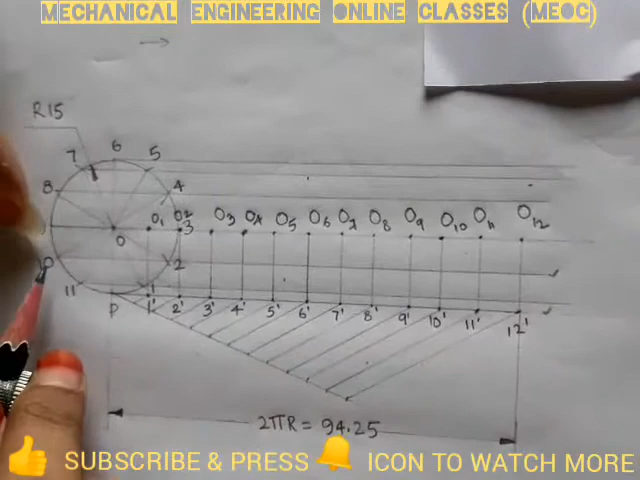 MECHANICAL ENGINEERING ONLINE CLASSES (MEOC)
R15
7 6 5
8 4
O1 O2 O3 O4 O5 O6 O7 O8 O9 O10 O11 O12
O 3
2
11 1
P 1' 2' 3' 4' 5' 6' 7' 8' 9' 10' 11' 12'
2πR = 94.25
SUBSCRIBE & PRESS ICON TO WATCH MORE